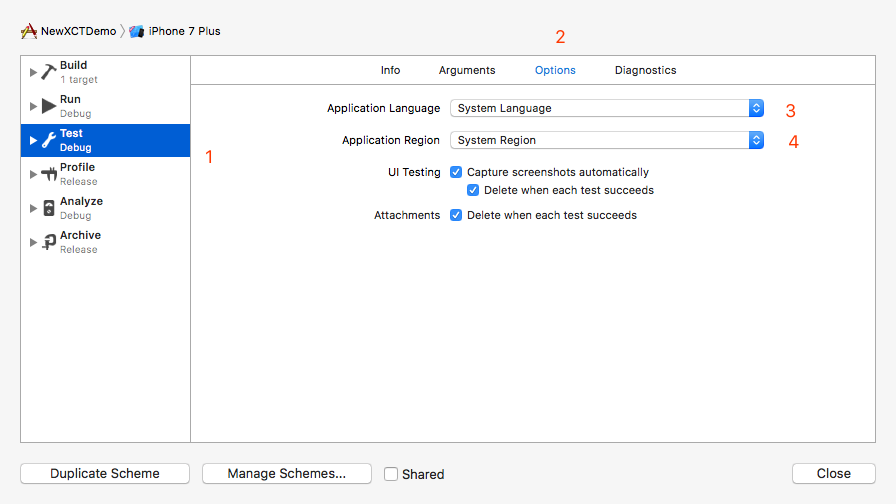 NewXCTDemo iPhone 7 Plus
2
Build
1 target
Run
Debug
Test
Debug
Profile
Release
Analyze
Debug
Archive
Release
1
Info Arguments Options Diagnostics
Application Language System Language 3
Application Region System Region 4
UI Testing Capture screenshots automatically
Delete when each test succeeds
Attachments Delete when each test succeeds
Duplicate Scheme Manage Schemes... Shared Close